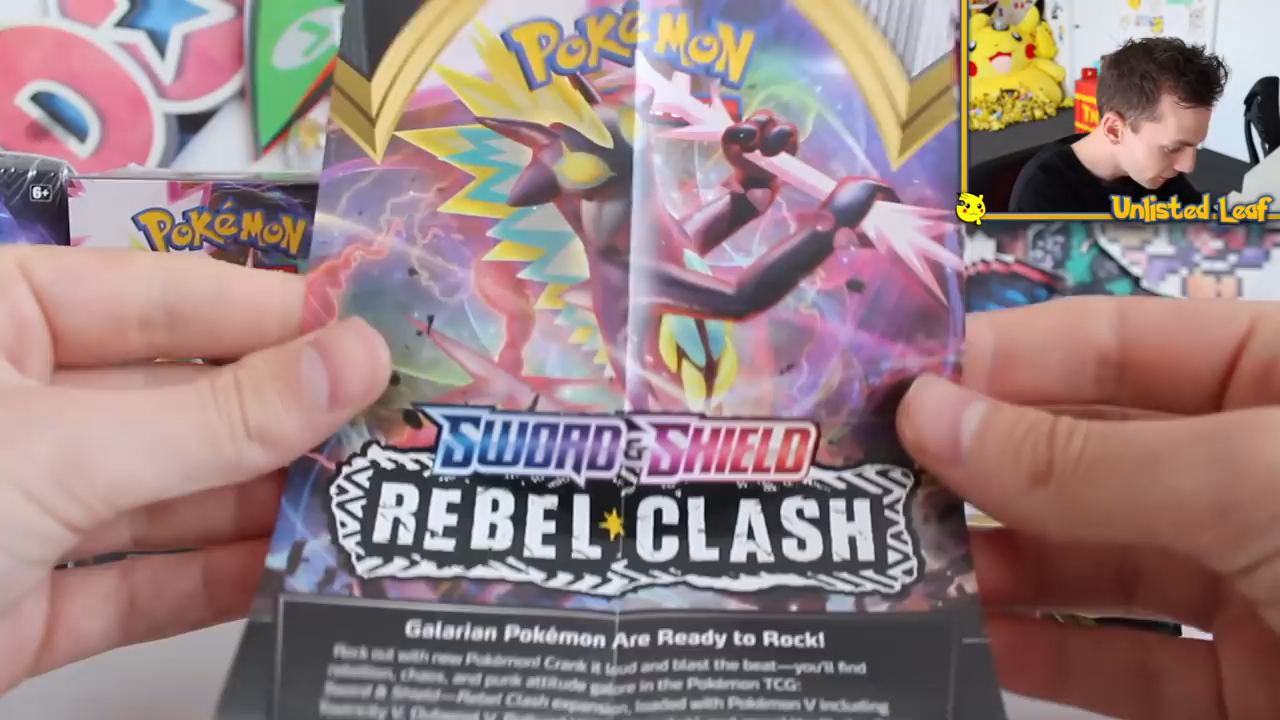 POKéMON
6+
POKéMON
Unlisted Leaf
SWORD & SHIELD
REBEL CLASH
Galarian Pokémon Are Ready to Rock!
Rock out with new Pokémon! Crank it loud and blast the beat—you'll find
rebellion, chaos, and punk attitude galore in the Pokémon TCG:
Sword & Shield—Rebel Clash expansion, loaded with Pokémon V including